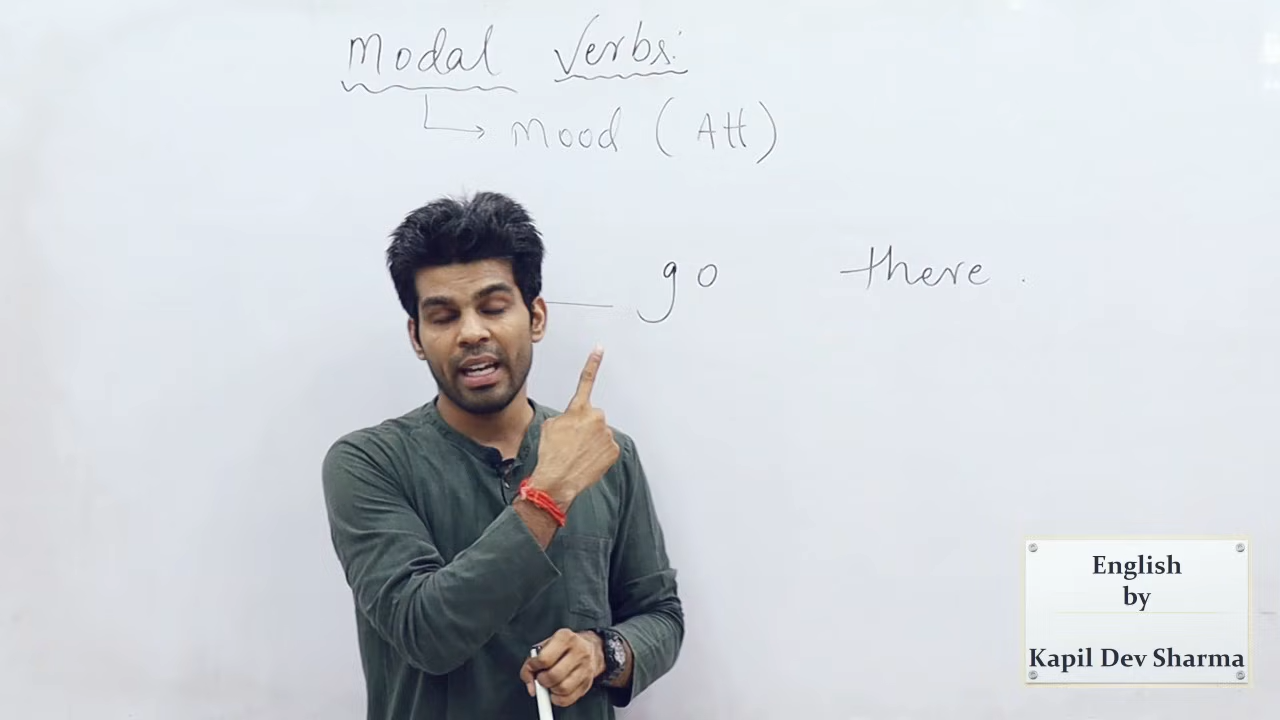 Modal Verbs:
Mood (Att)
go there.
English
by
Kapil Dev Sharma